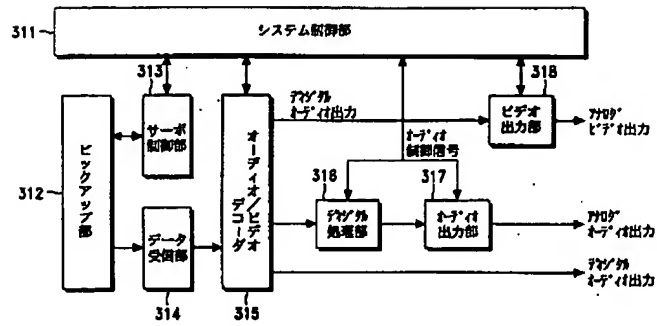 311
システム制御部
313
318
デジタル
オーディオ出力
サーボ
制御部
ビデオ
出力部
アナログ
ビデオ出力
オーディオ
制御信号
312
ピックアップ部
オーディオ/ビデオ
デコーダ
316
317
デジタル
処理部
オーディオ
出力部
アナログ
オーディオ出力
データ
受信部
デジタル
オーディオ出力
314
315